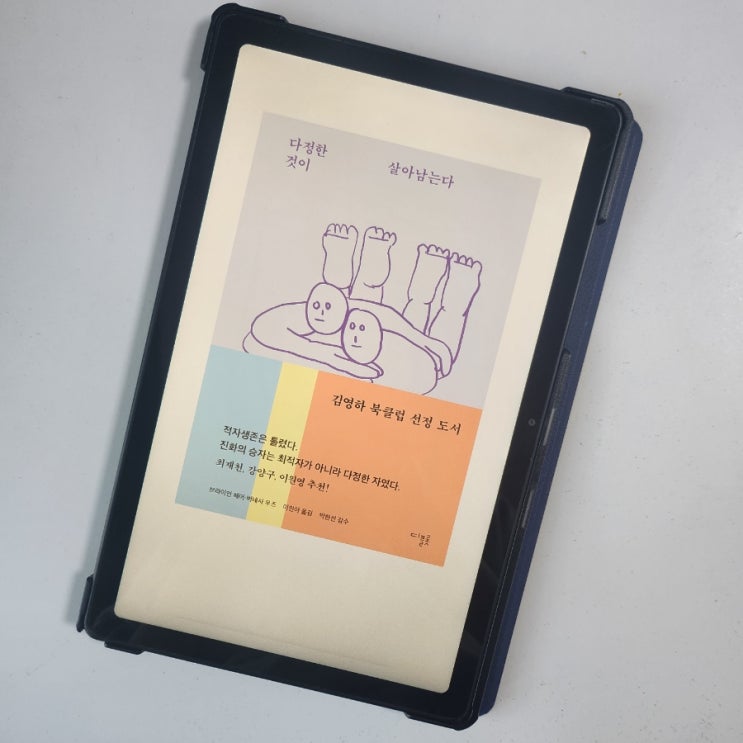 다정한
것이
살아남는다
김영하 북클럽 선정 도서
적자생존은 틀렸다.
진화의 승자는 최적자가 아니라 다정한 자였다.
최재천, 강양구, 이원영 추천!
브라이언 헤어·버네사 우즈 이민아 옮김 박한선 감수
디플롯